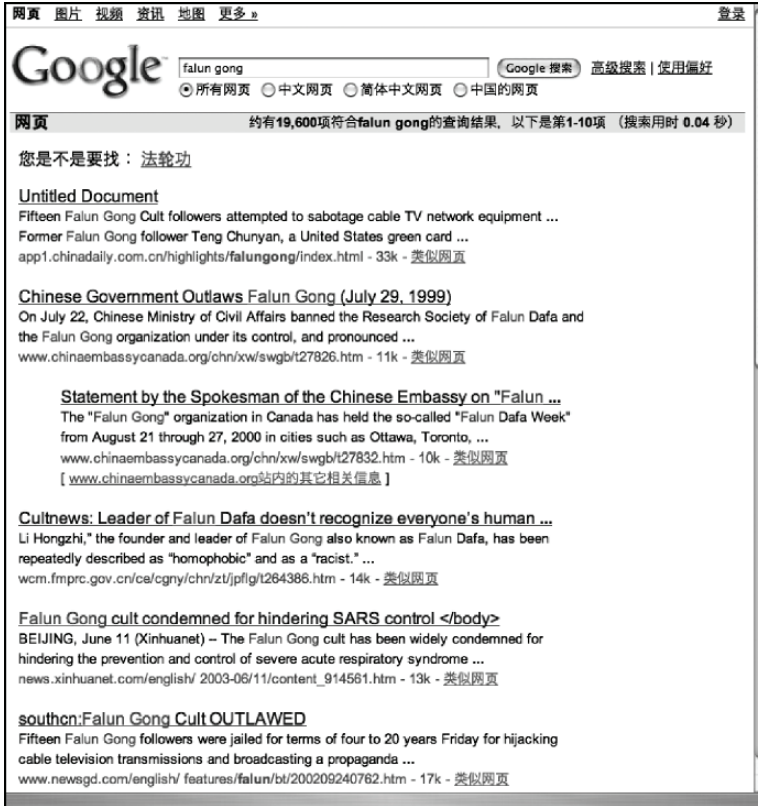 网页 图片 视频 资讯 地图 更多 » 登录
Google
falun gong Google 搜索 高级搜索 | 使用偏好
所有网页 中文网页 简体中文网页 中国的网页
网页 约有19,600项符合falun gong的查询结果，以下是第1-10项 （搜索用时 0.04 秒）
您是不是要找： 法轮功
Untitled Document
Fifteen Falun Gong Cult followers attempted to sabotage cable TV network equipment ...
Former Falun Gong follower Teng Chunyan, a United States green card ...
app1.chinadaily.com.cn/highlights/falungong/index.html - 33k - 类似网页
Chinese Government Outlaws Falun Gong (July 29, 1999)
On July 22, Chinese Ministry of Civil Affairs banned the Research Society of Falun Dafa and
the Falun Gong organization under its control, and pronounced ...
www.chinaembassycanada.org/chn/xw/swgb/t27826.htm - 11k - 类似网页
Statement by the Spokesman of the Chinese Embassy on "Falun ...
The "Falun Gong" organization in Canada has held the so-called "Falun Dafa Week"
from August 21 through 27, 2000 in cities such as Ottawa, Toronto, ...
www.chinaembassycanada.org/chn/xw/swgb/t27832.htm - 10k - 类似网页
[ www.chinaembassycanada.org站内的其它相关信息 ]
Cultnews: Leader of Falun Dafa doesn't recognize everyone's human ...
Li Hongzhi," the founder and leader of Falun Gong also known as Falun Dafa, has been
repeatedly described as "homophobic" and as a "racist." ...
wcm.fmprc.gov.cn/ce/cgny/chn/zt/jpflg/t264386.htm - 14k - 类似网页
Falun Gong cult condemned for hindering SARS control </body>
BEIJING, June 11 (Xinhuanet) -- The Falun Gong cult has been widely condemned for
hindering the prevention and control of severe acute respiratory syndrome ...
news.xinhuanet.com/english/ 2003-06/11/content_914561.htm - 13k - 类似网页
southcn:Falun Gong Cult OUTLAWED
Fifteen Falun Gong followers were jailed for terms of four to 20 years Friday for hijacking
cable television transmissions and broadcasting a propaganda ...
www.newsgd.com/english/ features/falun/bt/200209240762.htm - 17k - 类似网页